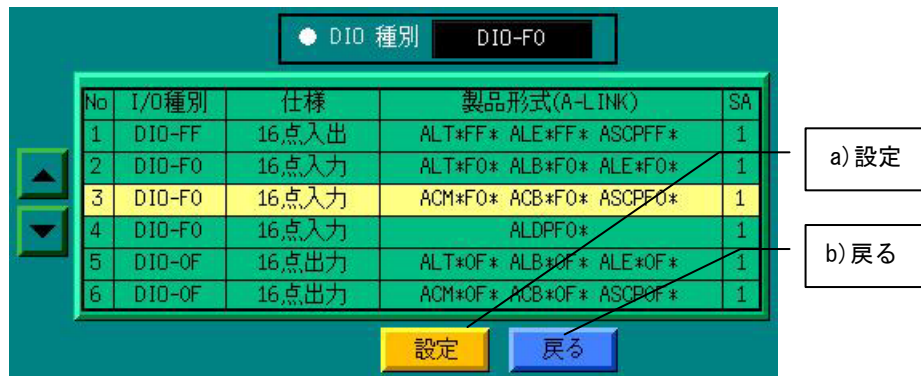 ● DIO 種別 DIO-F0
No I/O種別 仕様 製品形式(A-LINK) SA
1 DIO-FF 16点入出 ALT*FF* ALE*FF* ASCPFF* 1
2 DIO-F0 16点入力 ALT*F0* ALB*F0* ALE*F0* 1
3 DIO-F0 16点入力 ACM*F0* ACB*F0* ASCPF0* 1
4 DIO-F0 16点入力 ALDPF0* 1
5 DIO-0F 16点出力 ALT*0F* ALB*0F* ALE*0F* 1
6 DIO-0F 16点出力 ACM*0F* ACB*0F* ASCP0F* 1
設定 戻る
a)設定
b)戻る